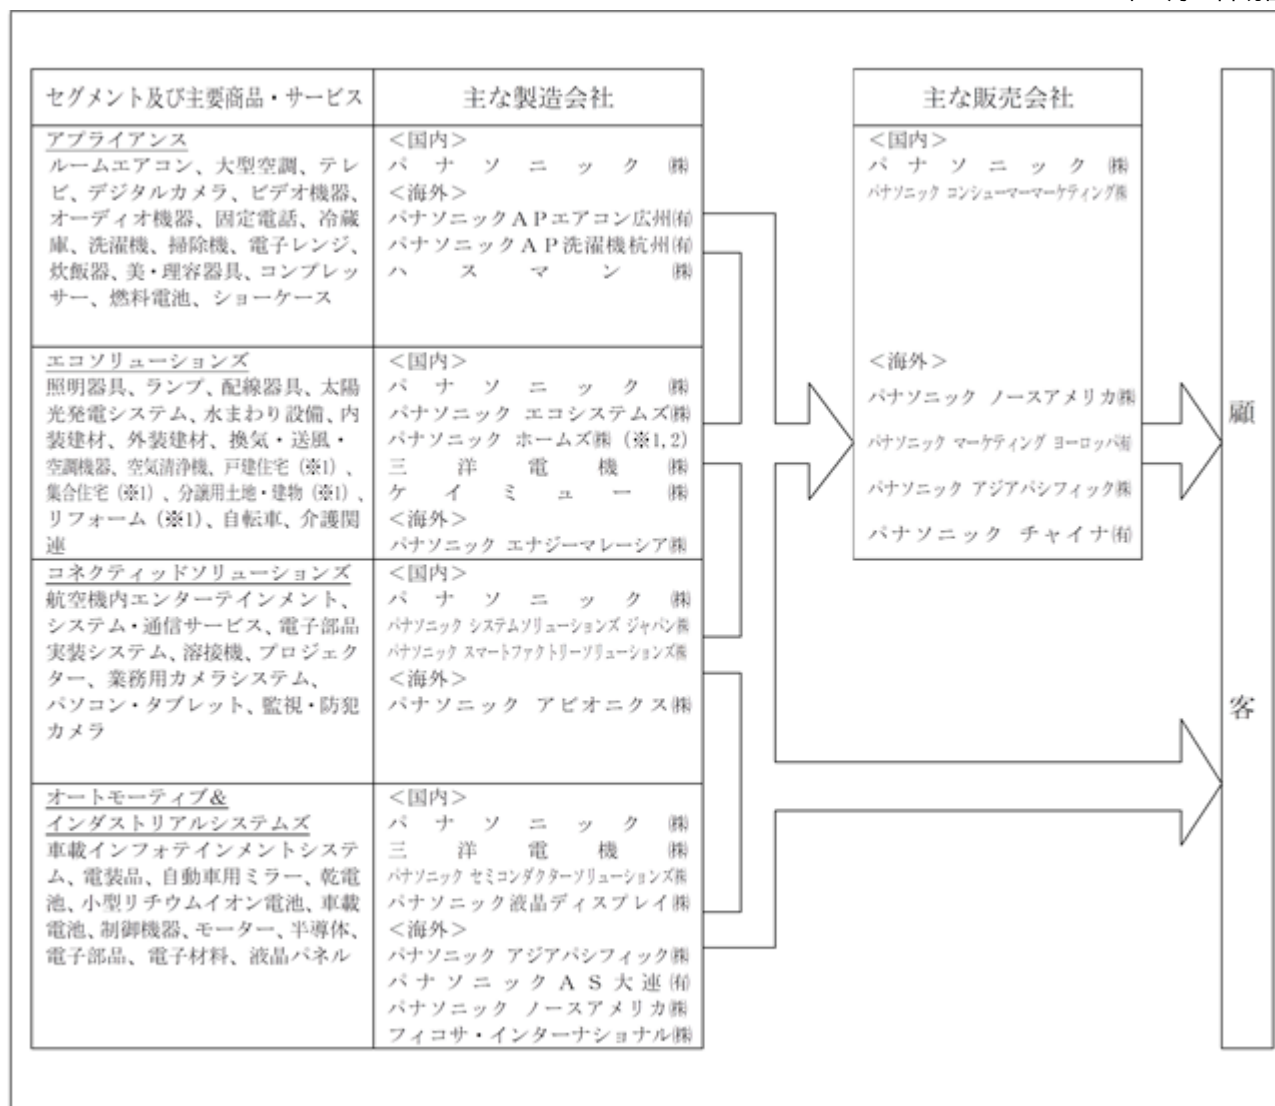 セグメント及び主要商品・サービス
主な製造会社
アプライアンス
ルームエアコン、大型空調、テレ
ビ、デジタルカメラ、ビデオ機器、
オーディオ機器、固定電話、冷蔵
庫、洗濯機、掃除機、電子レンジ、
炊飯器、美・理容器具、コンプレッ
サー、燃料電池、ショーケース
<国内>
パナソニック㈱
<海外>
パナソニックAPエアコン広州㈲
パナソニックAP洗濯機杭州㈲
ハスマン㈱
エコソリューションズ
照明器具、ランプ、配線器具、太陽
光発電システム、水まわり設備、内
装建材、外装建材、換気・送風・
空調機器、空気清浄機、戸建住宅(※1)、
集合住宅(※1)、分譲用土地・建物(※1)、
リフォーム(※1)、自転車、介護関
連
<国内>
パナソニック㈱
パナソニック エコシステムズ㈱
パナソニック ホームズ㈱ (※1,2)
三洋電機㈱
ケイミュー㈱
<海外>
パナソニック エナジーマレーシア㈱
コネクティッドソリューションズ
航空機内エンターテインメント、
システム・通信サービス、電子部品
実装システム、溶接機、プロジェク
ター、業務用カメラシステム、
パソコン・タブレット、監視・防犯
カメラ
<国内>
パナソニック㈱
パナソニック システムソリューションズ ジャパン㈱
パナソニック スマートファクトリーソリューションズ㈱
<海外>
パナソニック アビオニクス㈱
オートモーティブ&
インダストリアルシステムズ
車載インフォテインメントシステ
ム、電装品、自動車用ミラー、乾電
池、小型リチウムイオン電池、車載
電池、制御機器、モーター、半導体、
電子部品、電子材料、液晶パネル
<国内>
パナソニック㈱
三洋電機㈱
パナソニック セミコンダクターソリューションズ㈱
パナソニック液晶ディスプレイ㈱
<海外>
パナソニック アジアパシフィック㈱
パナソニックAS大連㈲
パナソニック ノースアメリカ㈱
フィコサ・インターナショナル㈱
主な販売会社
<国内>
パナソニック㈱
パナソニック コンシューマーマーケティング㈱
<海外>
パナソニック ノースアメリカ㈱
パナソニック マーケティング ヨーロッパ㈲
パナソニック アジアパシフィック㈱
パナソニック チャイナ㈲
顧
客